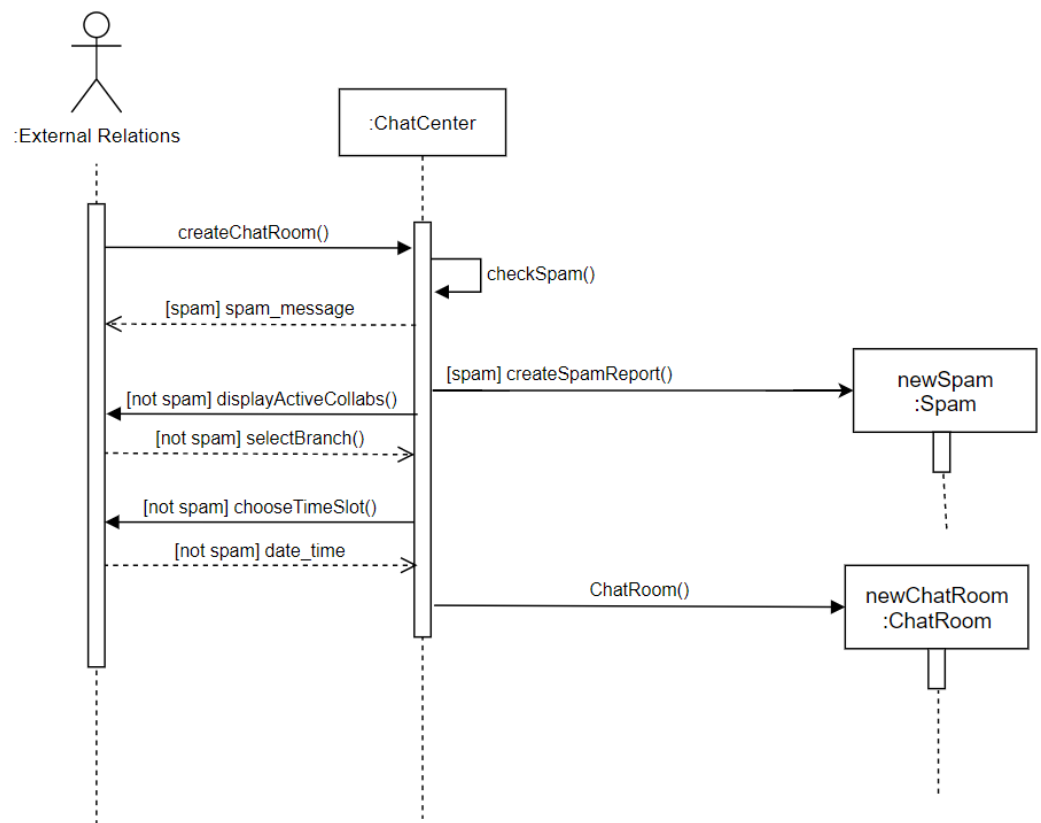 :External Relations
:ChatCenter
createChatRoom()
checkSpam()
[spam] spam_message
[spam] createSpamReport()
newSpam
:Spam
[not spam] displayActiveCollabs()
[not spam] selectBranch()
[not spam] chooseTimeSlot()
[not spam] date_time
ChatRoom()
newChatRoom
:ChatRoom